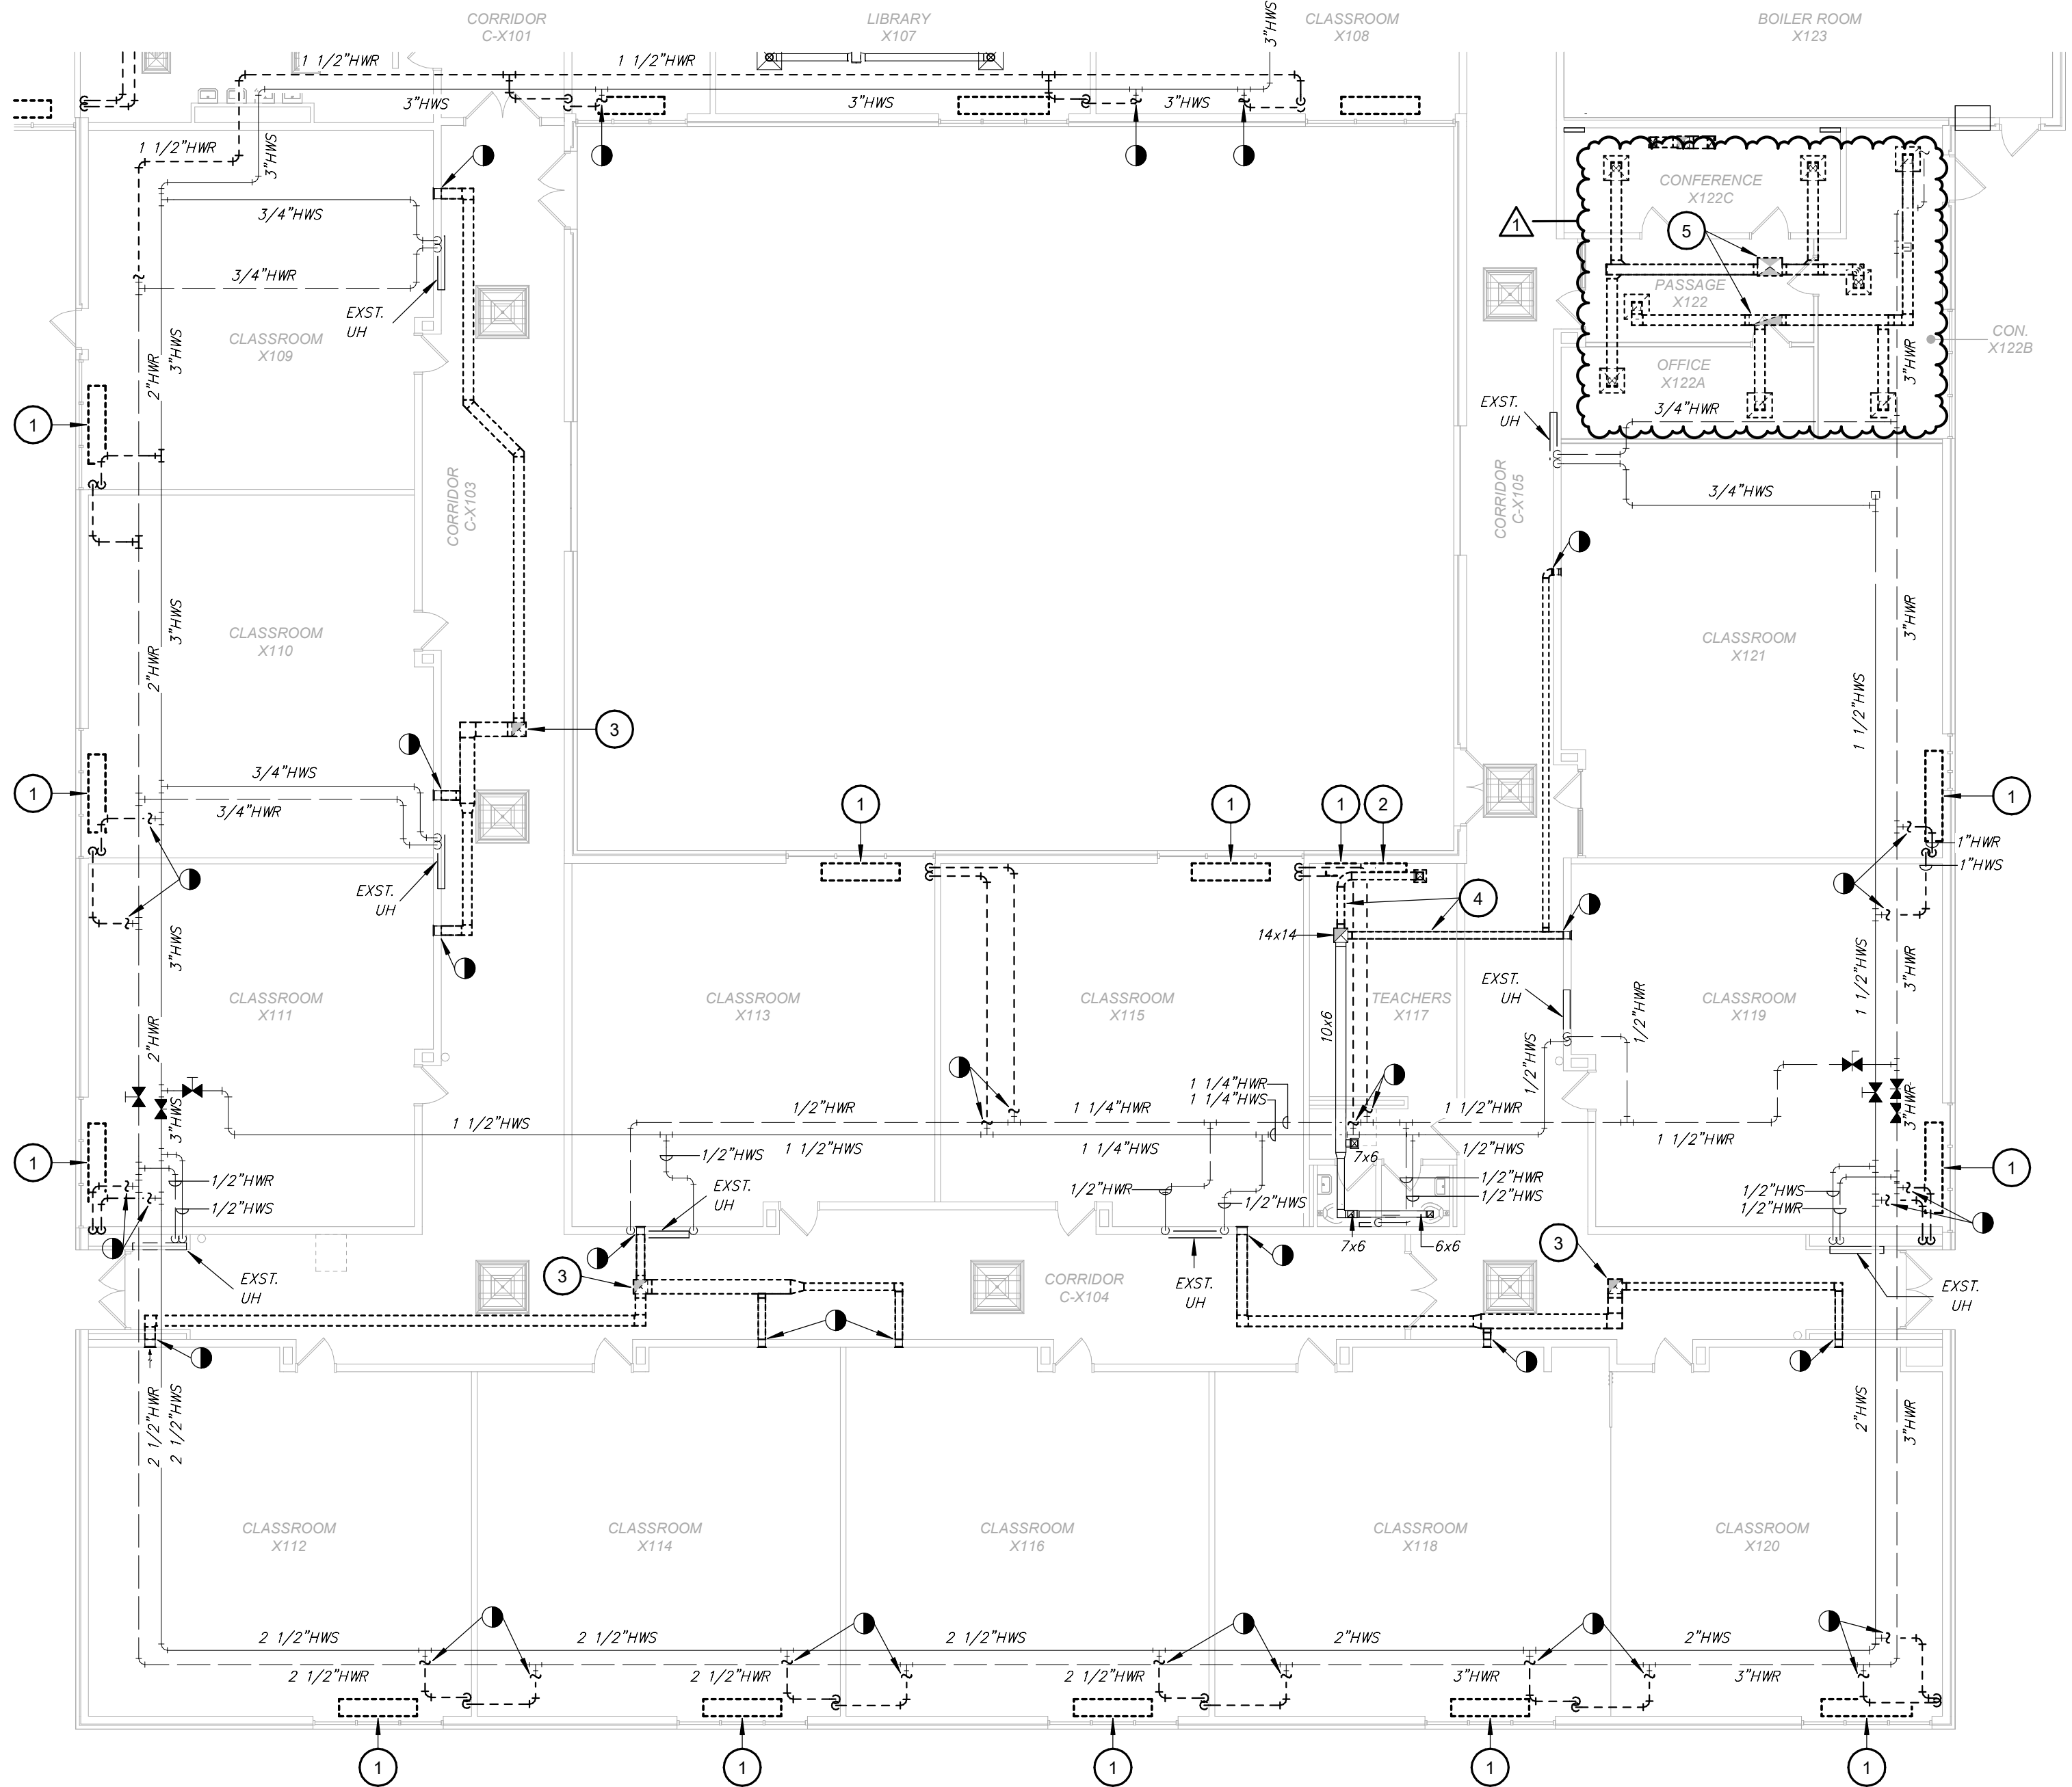 CORRIDOR
C-X101
LIBRARY
X107
3"HWS
CLASSROOM
X108
BOILER ROOM
X123
1 1/2"HWR
1 1/2"HWR
3"HWS
3"HWS
3"HWS
1 1/2"HWR
3"HWS
3/4"HWS
3/4"HWR
EXST.
UH
CLASSROOM
X109
2"HWR
3"HWS
1
CONFERENCE
X122C
1
5
PASSAGE
X122
CON.
X122B
OFFICE
X122A
3"HWR
3/4"HWR
EXST.
UH
CORRIDOR
C-X103
CORRIDOR
C-X105
3/4"HWS
CLASSROOM
X110
3"HWS
2"HWR
CLASSROOM
X121
3"HWR
1 1/2"HWS
3
1
3/4"HWS
3/4"HWR
1
1
1
2
1
1"HWR
1"HWS
EXST.
UH
4
14x14
3"HWS
CLASSROOM
X111
CLASSROOM
X113
CLASSROOM
X115
TEACHERS
X117
EXST.
UH
CLASSROOM
X119
1 1/2"HWS
3"HWR
2"HWR
10x6
1/2"HWS
1/2"HWR
3"HWS
1 1/2"HWS
1/2"HWR
1 1/2"HWS
1 1/4"HWR
1 1/4"HWS
1 1/4"HWR
1 1/4"HWS
1 1/2"HWR
1/2"HWS
1 1/2"HWR
3"HWR
7x6
1
1/2"HWR
1/2"HWS
1/2"HWS
EXST.
UH
1/2"HWR
1/2"HWS
1/2"HWR
1/2"HWS
1/2"HWS
1/2"HWR
1
7x6
6x6
EXST.
UH
3
EXST.
UH
CORRIDOR
C-X104
3
EXST.
UH
2 1/2"HWR
2 1/2"HWS
2"HWS
3"HWR
CLASSROOM
X112
CLASSROOM
X114
CLASSROOM
X116
CLASSROOM
X118
CLASSROOM
X120
2 1/2"HWS
2 1/2"HWS
2 1/2"HWS
2"HWS
2"HWS
2 1/2"HWR
2 1/2"HWR
2 1/2"HWR
3"HWR
3"HWR
1
1
1
1
1